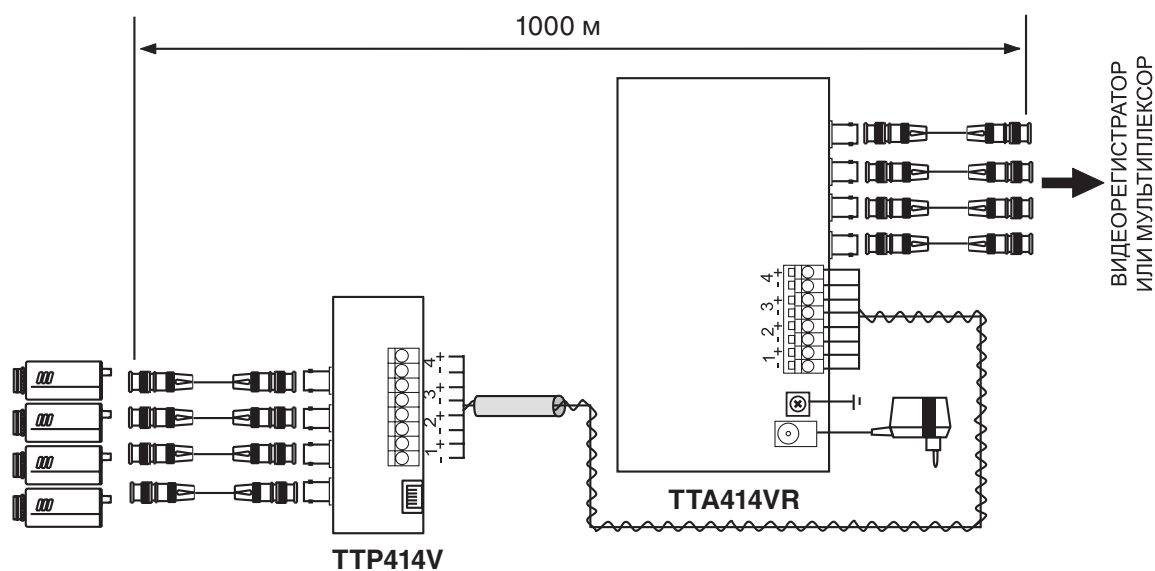 1000 м
ВИДЕОРЕГИСТРАТОР
ИЛИ МУЛЬТИПЛЕКСОР
4 + -
3 + -
2 + -
1 + -
4 + -
3 + -
2 + -
1 + -
TTA414VR
TTP414V